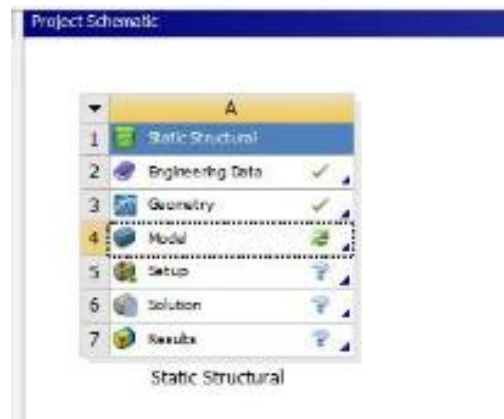 Project Schematic
A
1 Static Structural
2 Engineering Data
3 Geometry
4 Model
5 Setup
6 Solution
7 Results
Static Structural